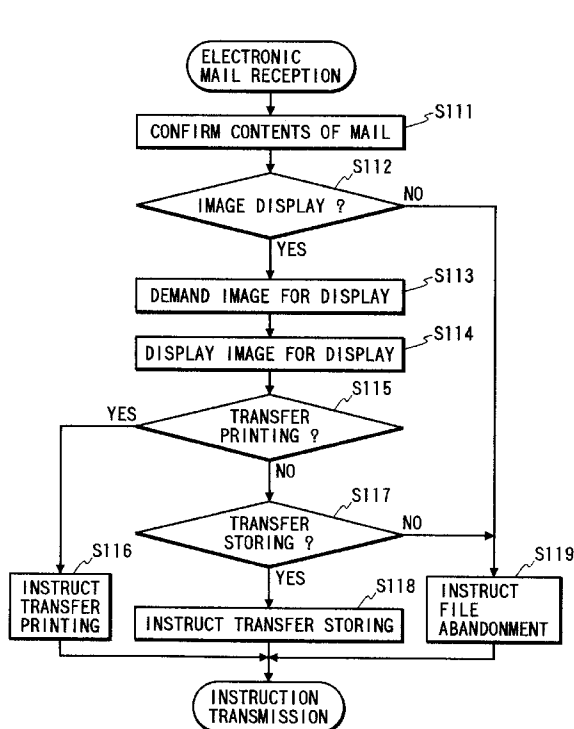 ELECTRONIC
MAIL RECEPTION
S111
CONFIRM CONTENTS OF MAIL
S112
IMAGE DISPLAY ?
NO
YES
S113
DEMAND IMAGE FOR DISPLAY
S114
DISPLAY IMAGE FOR DISPLAY
S115
YES
TRANSFER
PRINTING ?
NO
S117
TRANSFER
STORING ?
NO
YES
S116
INSTRUCT
TRANSFER
PRINTING
S118
INSTRUCT TRANSFER STORING
S119
INSTRUCT
FILE
ABANDONMENT
INSTRUCTION
TRANSMISSION